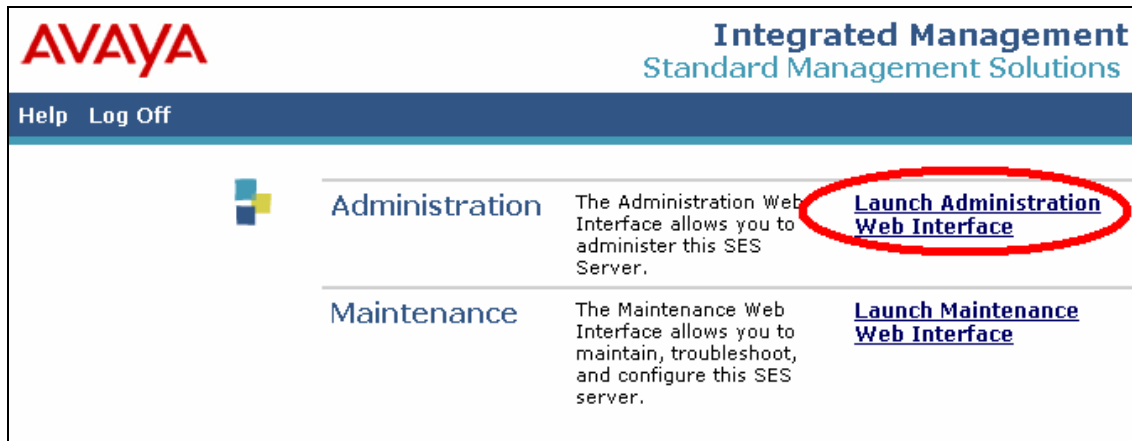 AVAYA
Integrated Management
Standard Management Solutions
Help Log Off
Administration
The Administration Web
Interface allows you to
administer this SES
Server.
Launch Administration
Web Interface
Maintenance
The Maintenance Web
Interface allows you to
maintain, troubleshoot,
and configure this SES
server.
Launch Maintenance
Web Interface